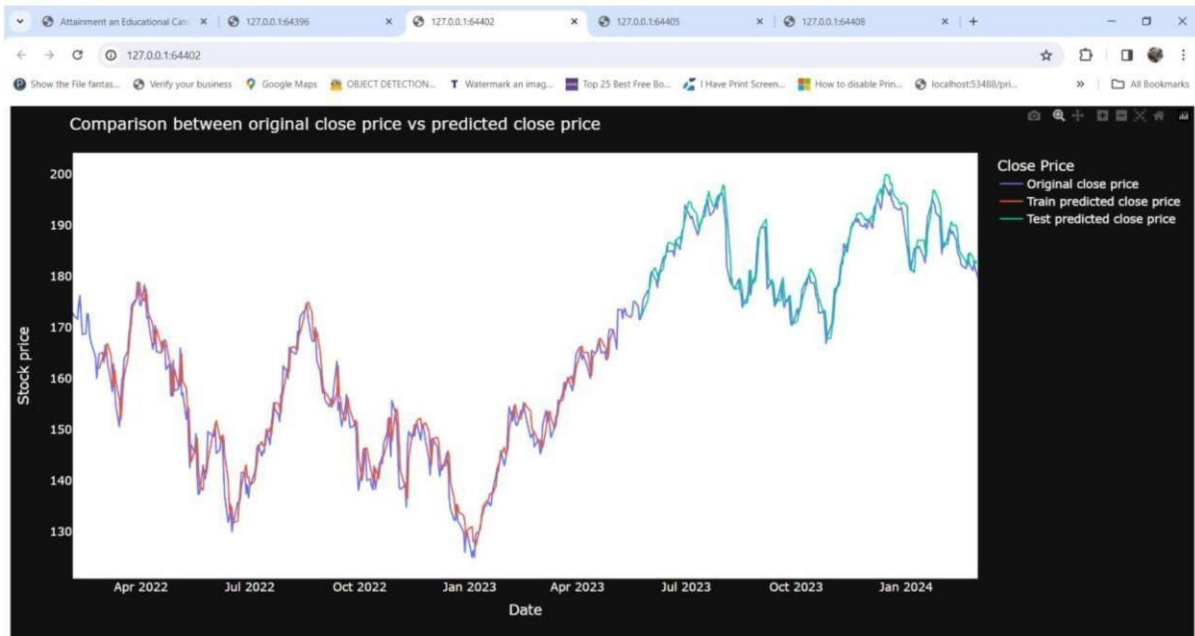 Attainment an Educational Cate
127.0.0.1:64396
127.0.0.1:64402
127.0.0.1:64405
127.0.0.1:64408
127.0.0.1:64402
Show the File fantas...
Verify your business
Google Maps
OBJECT DETECTION...
Watermark an imag...
Top 25 Best Free Bo...
I Have Print Screen...
How to disable Prin...
localhost:53488/pri...
All Bookmarks
Comparison between original close price vs predicted close price
Close Price
Original close price
Train predicted close price
Test predicted close price
Stock price
200
190
180
170
160
150
140
130
Apr 2022
Jul 2022
Oct 2022
Jan 2023
Apr 2023
Jul 2023
Oct 2023
Jan 2024
Date